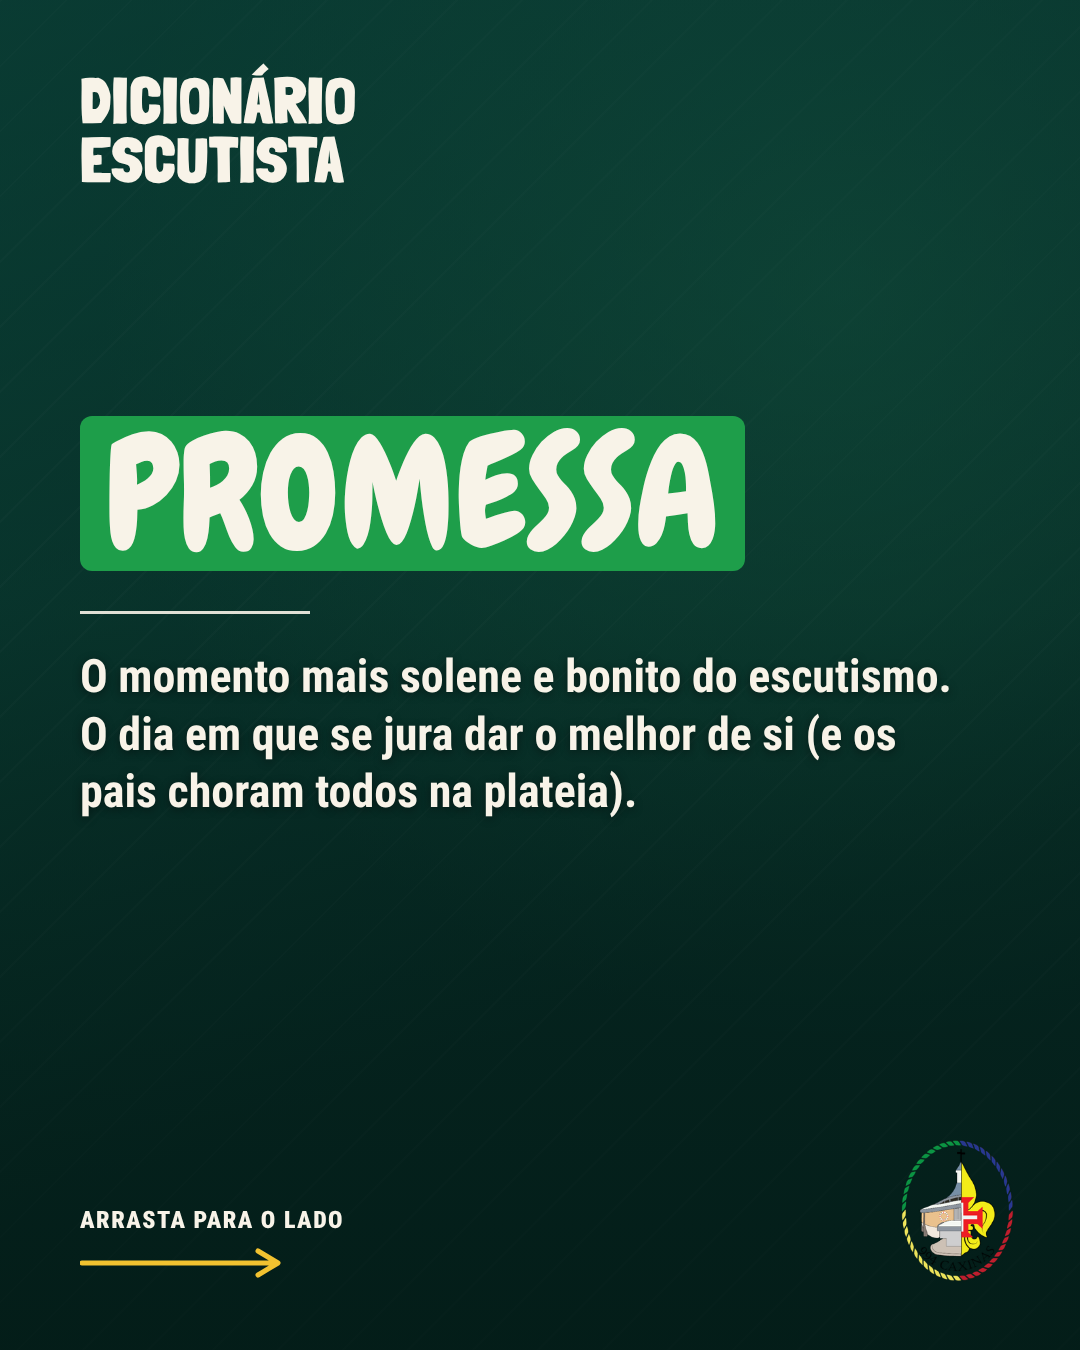 DICIONÁRIO
ESCUTISTA
PROMESSA
O momento mais solene e bonito do escutismo.
O dia em que se jura dar o melhor de si (e os
pais choram todos na plateia).
ARRASTA PARA O LADO